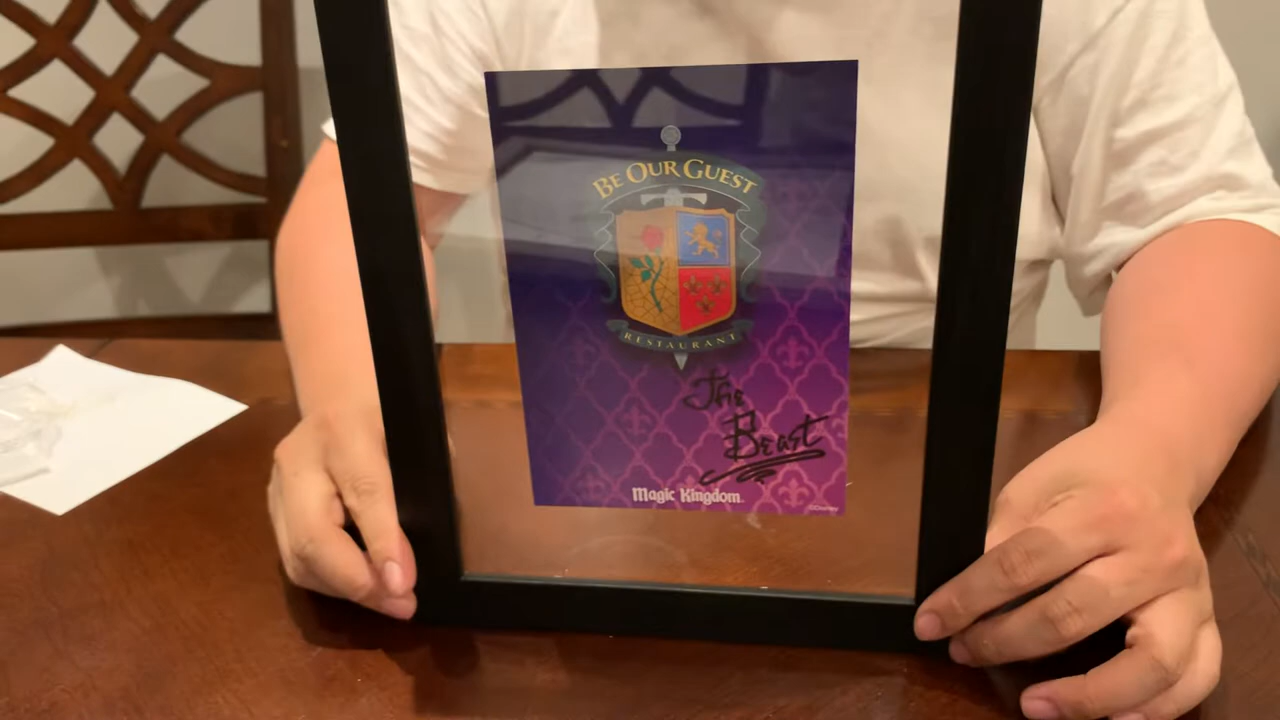 BE OUR GUEST
RESTAURANT
The
Beast
Magic Kingdom
©Disney